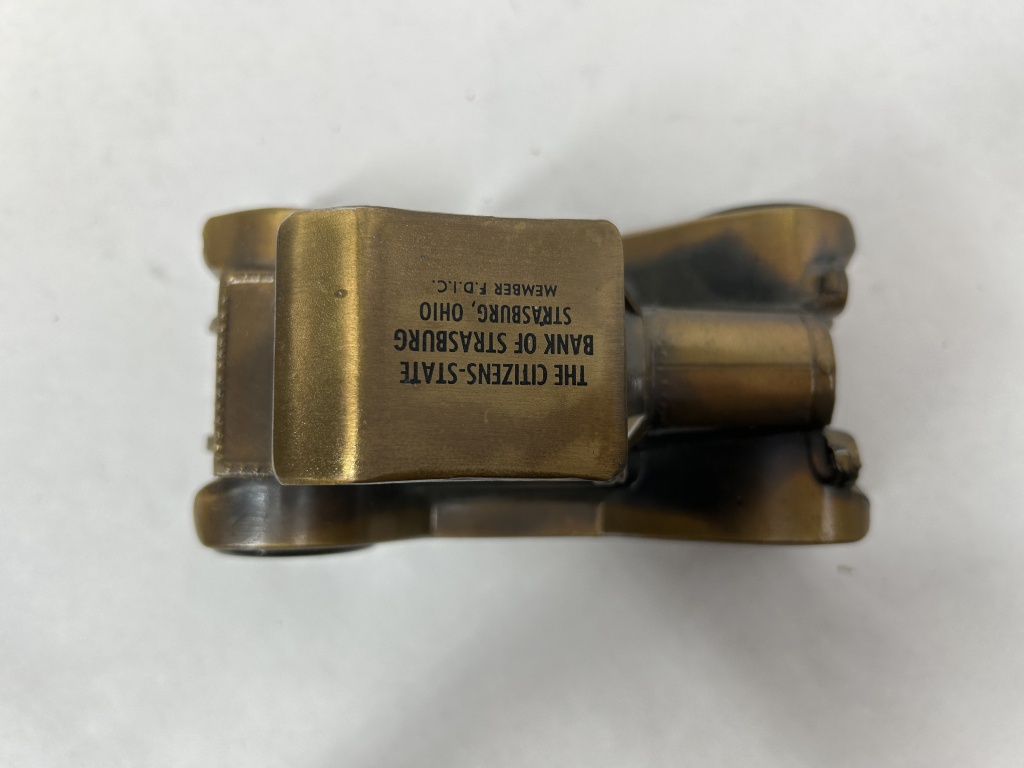 THE CITIZENS-STATE
BANK OF STRASBURG
STRASBURG, OHIO
MEMBER F.D.I.C.